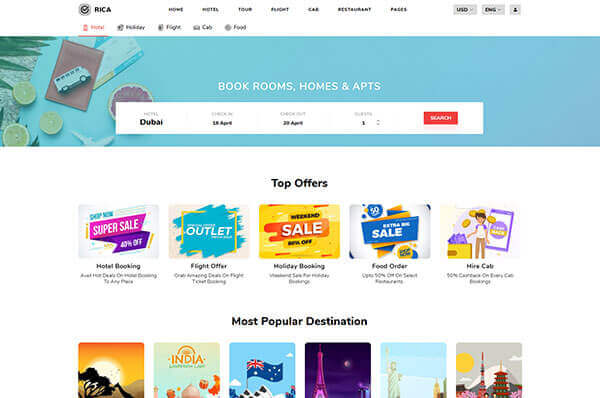 RICA
HOME HOTEL TOUR FLIGHT CAB RESTAURANT PAGES
USD ENG
Hotel Holiday Flight Cab Food
BOOK ROOMS, HOMES & APTS
HOTEL CHECK IN CHECK OUT GUESTS
Dubai 18 April 20 April 1
SEARCH
Top Offers
SHOP NOW
SUPER SALE
40% OFF
OUTLET
WEEKEND
SALE
50
EXTRA BIG
SALE
CASH
BACK
Hotel Booking
Avail Hot Deals On Hotel Booking
To Any Place
Flight Offer
Grab Amazing Deals On Flight
Ticket Booking
Holiday Booking
Weekend Sale For Holiday
Bookings
Food Order
Upto 50% Off On Select
Restaurants
Hire Cab
50% Cashback On Every Cab
Bookings
Most Popular Destination
INDIA